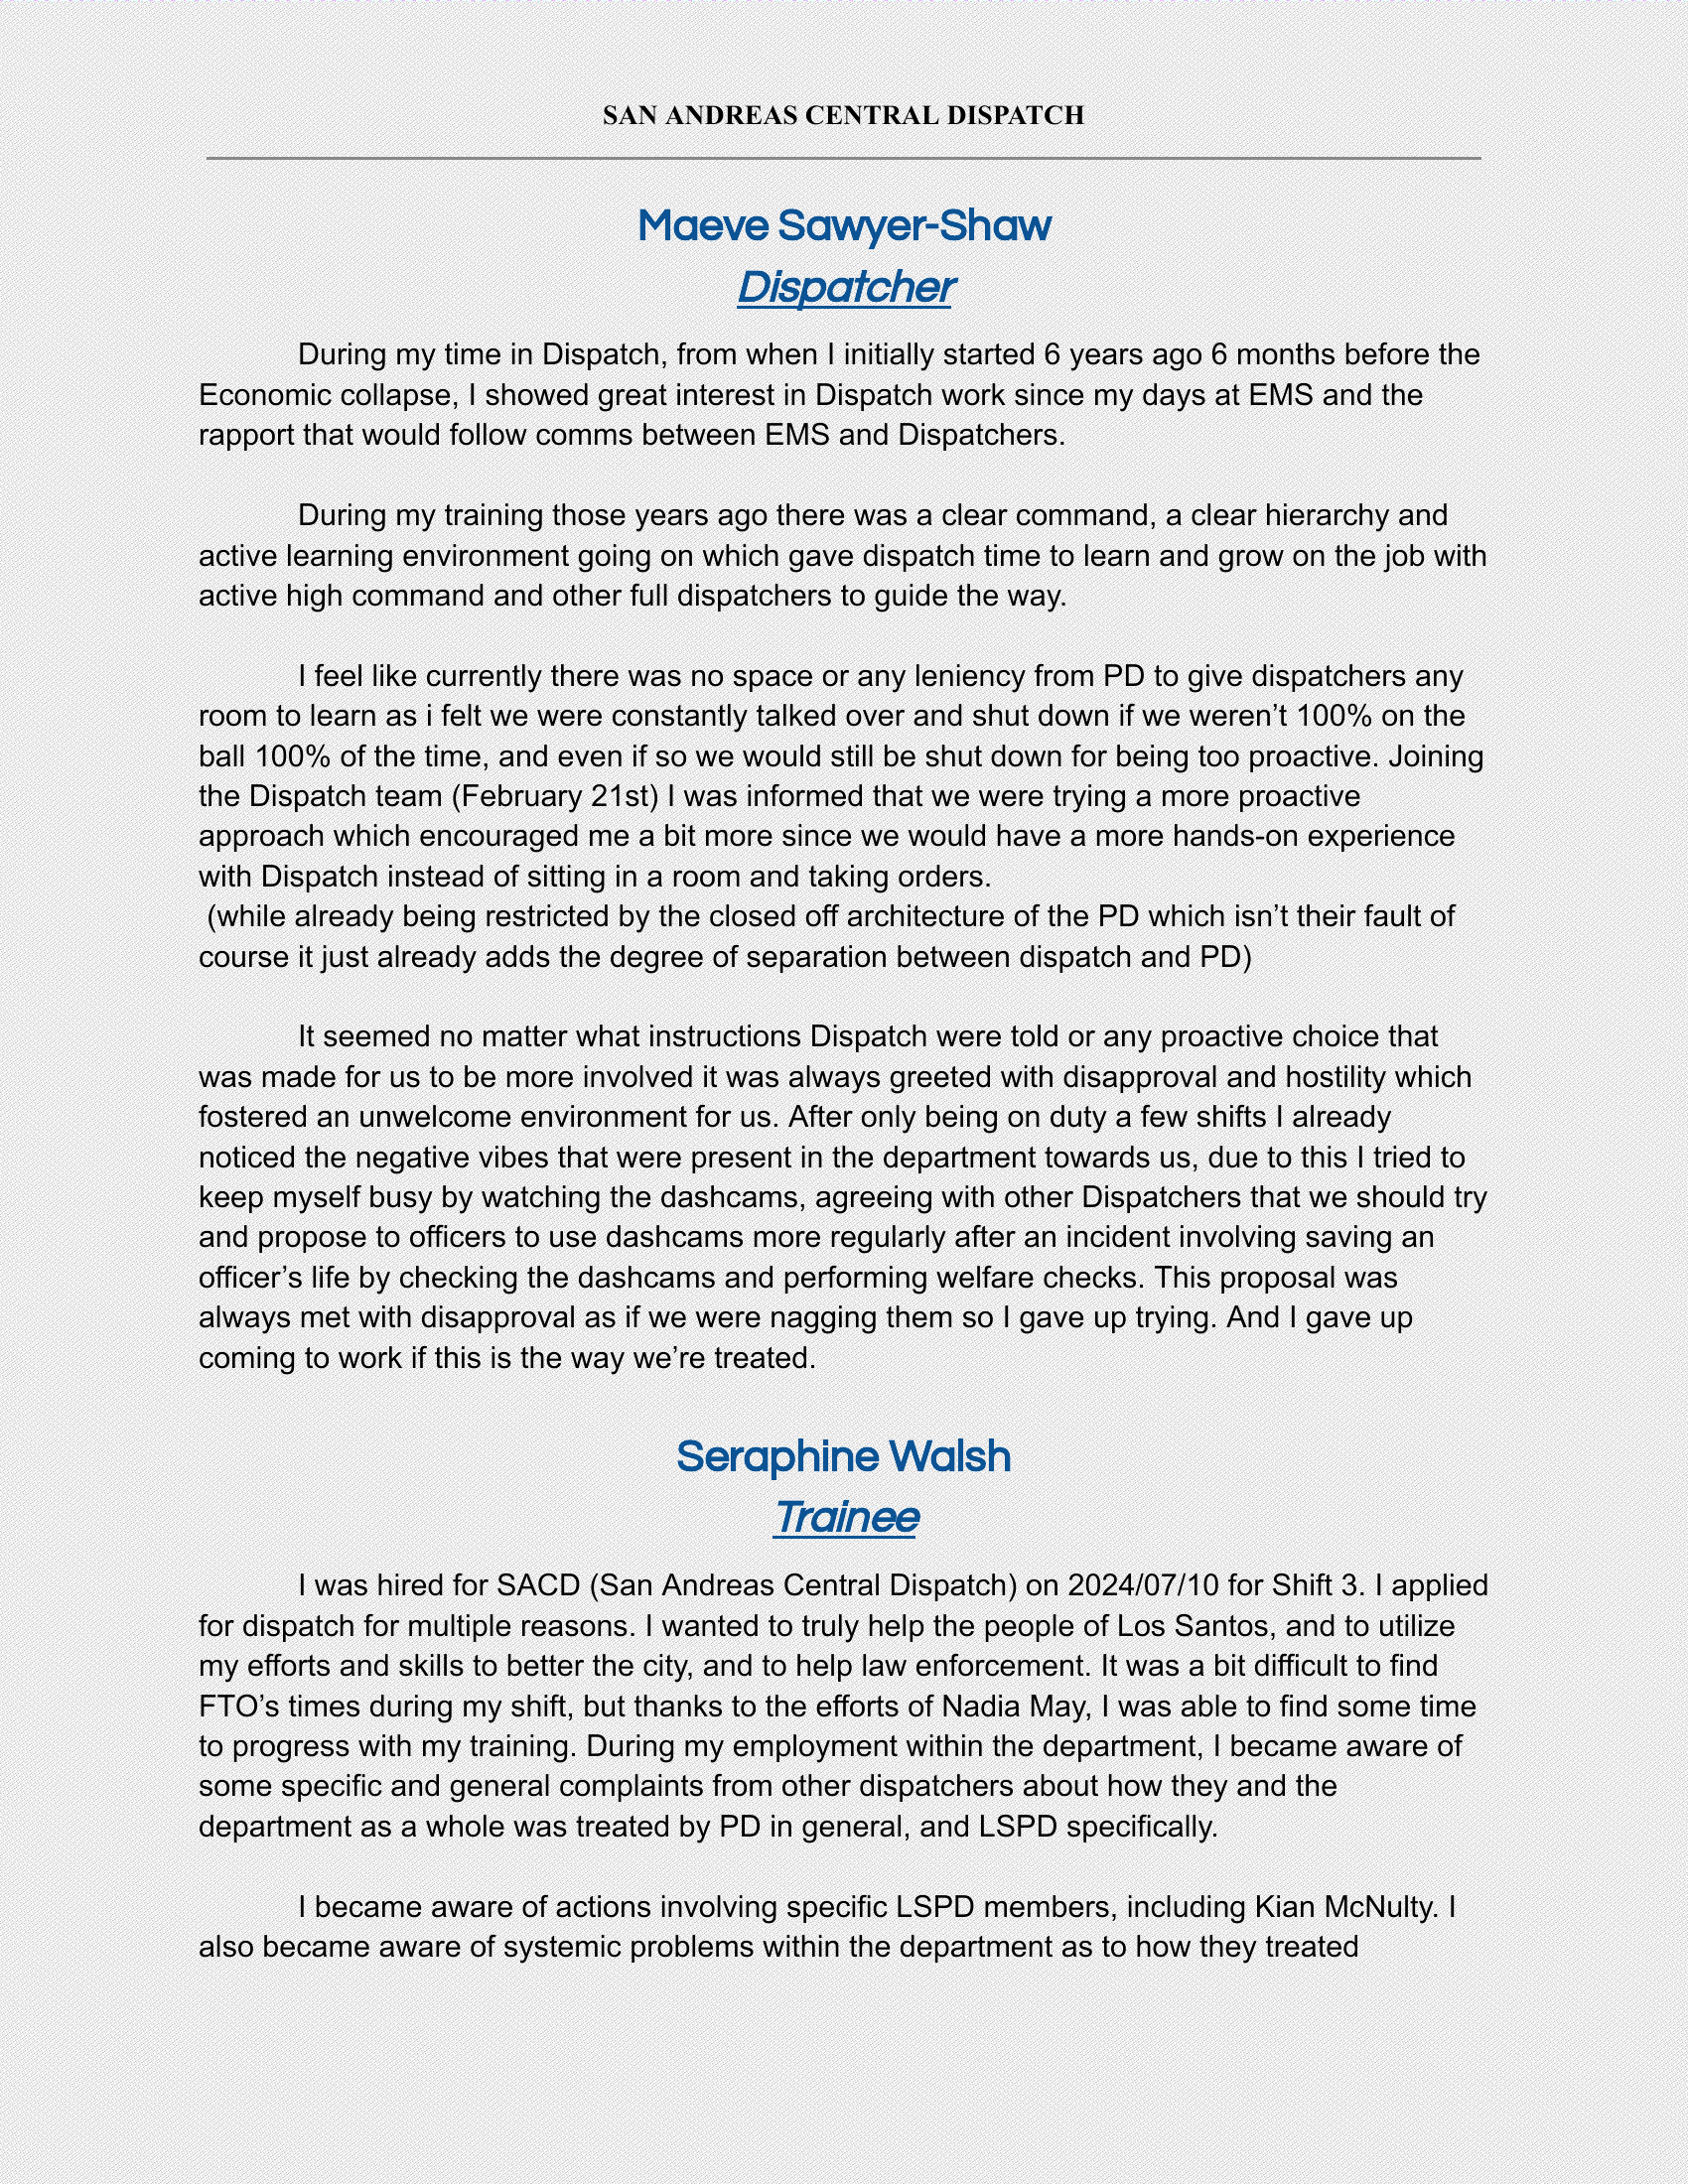 SAN ANDREAS CENTRAL DISPATCH
Maeve Sawyer-Shaw
Dispatcher
During my time in Dispatch, from when I initially started 6 years ago 6 months before the
Economic collapse, I showed great interest in Dispatch work since my days at EMS and the
rapport that would follow comms between EMS and Dispatchers.
During my training those years ago there was a clear command, a clear hierarchy and
active learning environment going on which gave dispatch time to learn and grow on the job with
active high command and other full dispatchers to guide the way.
I feel like currently there was no space or any leniency from PD to give dispatchers any
room to learn as i felt we were constantly talked over and shut down if we weren’t 100% on the
ball 100% of the time, and even if so we would still be shut down for being too proactive. Joining
the Dispatch team (February 21st) I was informed that we were trying a more proactive
approach which encouraged me a bit more since we would have a more hands-on experience
with Dispatch instead of sitting in a room and taking orders.
(while already being restricted by the closed off architecture of the PD which isn’t their fault of
course it just already adds the degree of separation between dispatch and PD)
It seemed no matter what instructions Dispatch were told or any proactive choice that
was made for us to be more involved it was always greeted with disapproval and hostility which
fostered an unwelcome environment for us. After only being on duty a few shifts I already
noticed the negative vibes that were present in the department towards us, due to this I tried to
keep myself busy by watching the dashcams, agreeing with other Dispatchers that we should try
and propose to officers to use dashcams more regularly after an incident involving saving an
officer’s life by checking the dashcams and performing welfare checks. This proposal was
always met with disapproval as if we were nagging them so I gave up trying. And I gave up
coming to work if this is the way we’re treated.
Seraphine Walsh
Trainee
I was hired for SACD (San Andreas Central Dispatch) on 2024/07/10 for Shift 3. I applied
for dispatch for multiple reasons. I wanted to truly help the people of Los Santos, and to utilize
my efforts and skills to better the city, and to help law enforcement. It was a bit difficult to find
FTO’s times during my shift, but thanks to the efforts of Nadia May, I was able to find some time
to progress with my training. During my employment within the department, I became aware of
some specific and general complaints from other dispatchers about how they and the
department as a whole was treated by PD in general, and LSPD specifically.
I became aware of actions involving specific LSPD members, including Kian McNulty. I
also became aware of systemic problems within the department as to how they treated